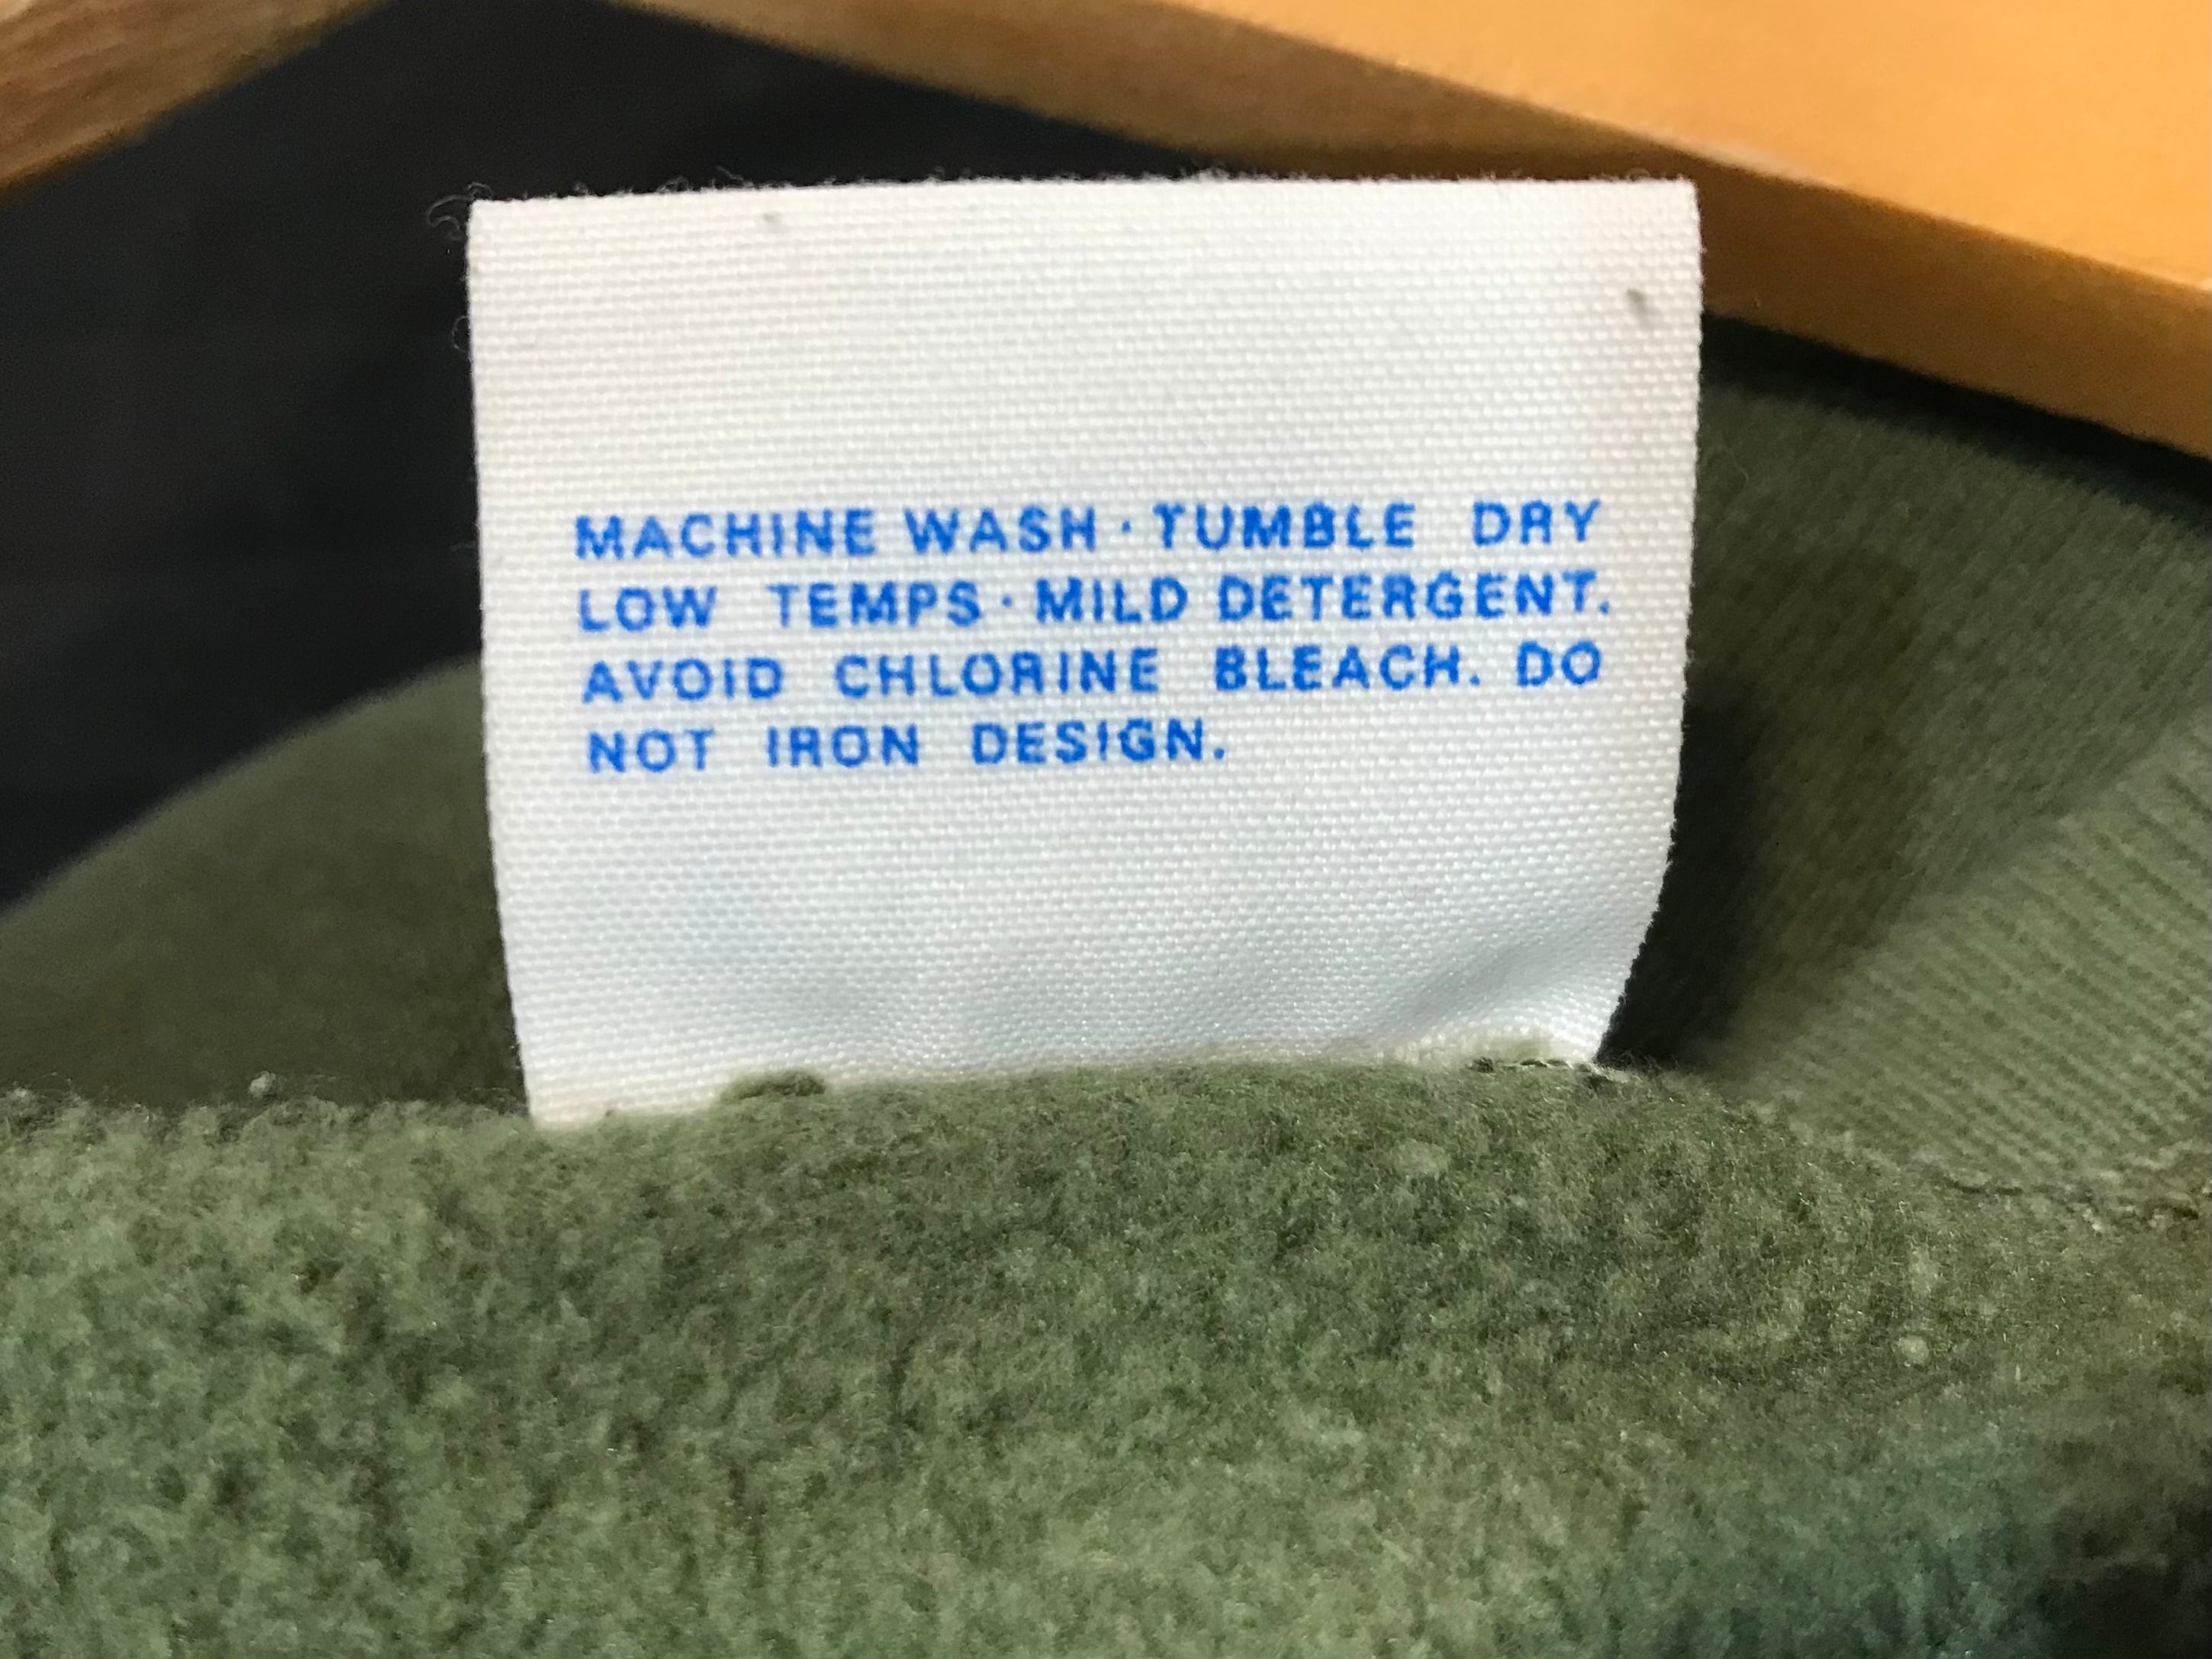 MACHINE WASH · TUMBLE DRY
LOW TEMPS · MILD DETERGENT.
AVOID CHLORINE BLEACH. DO
NOT IRON DESIGN.